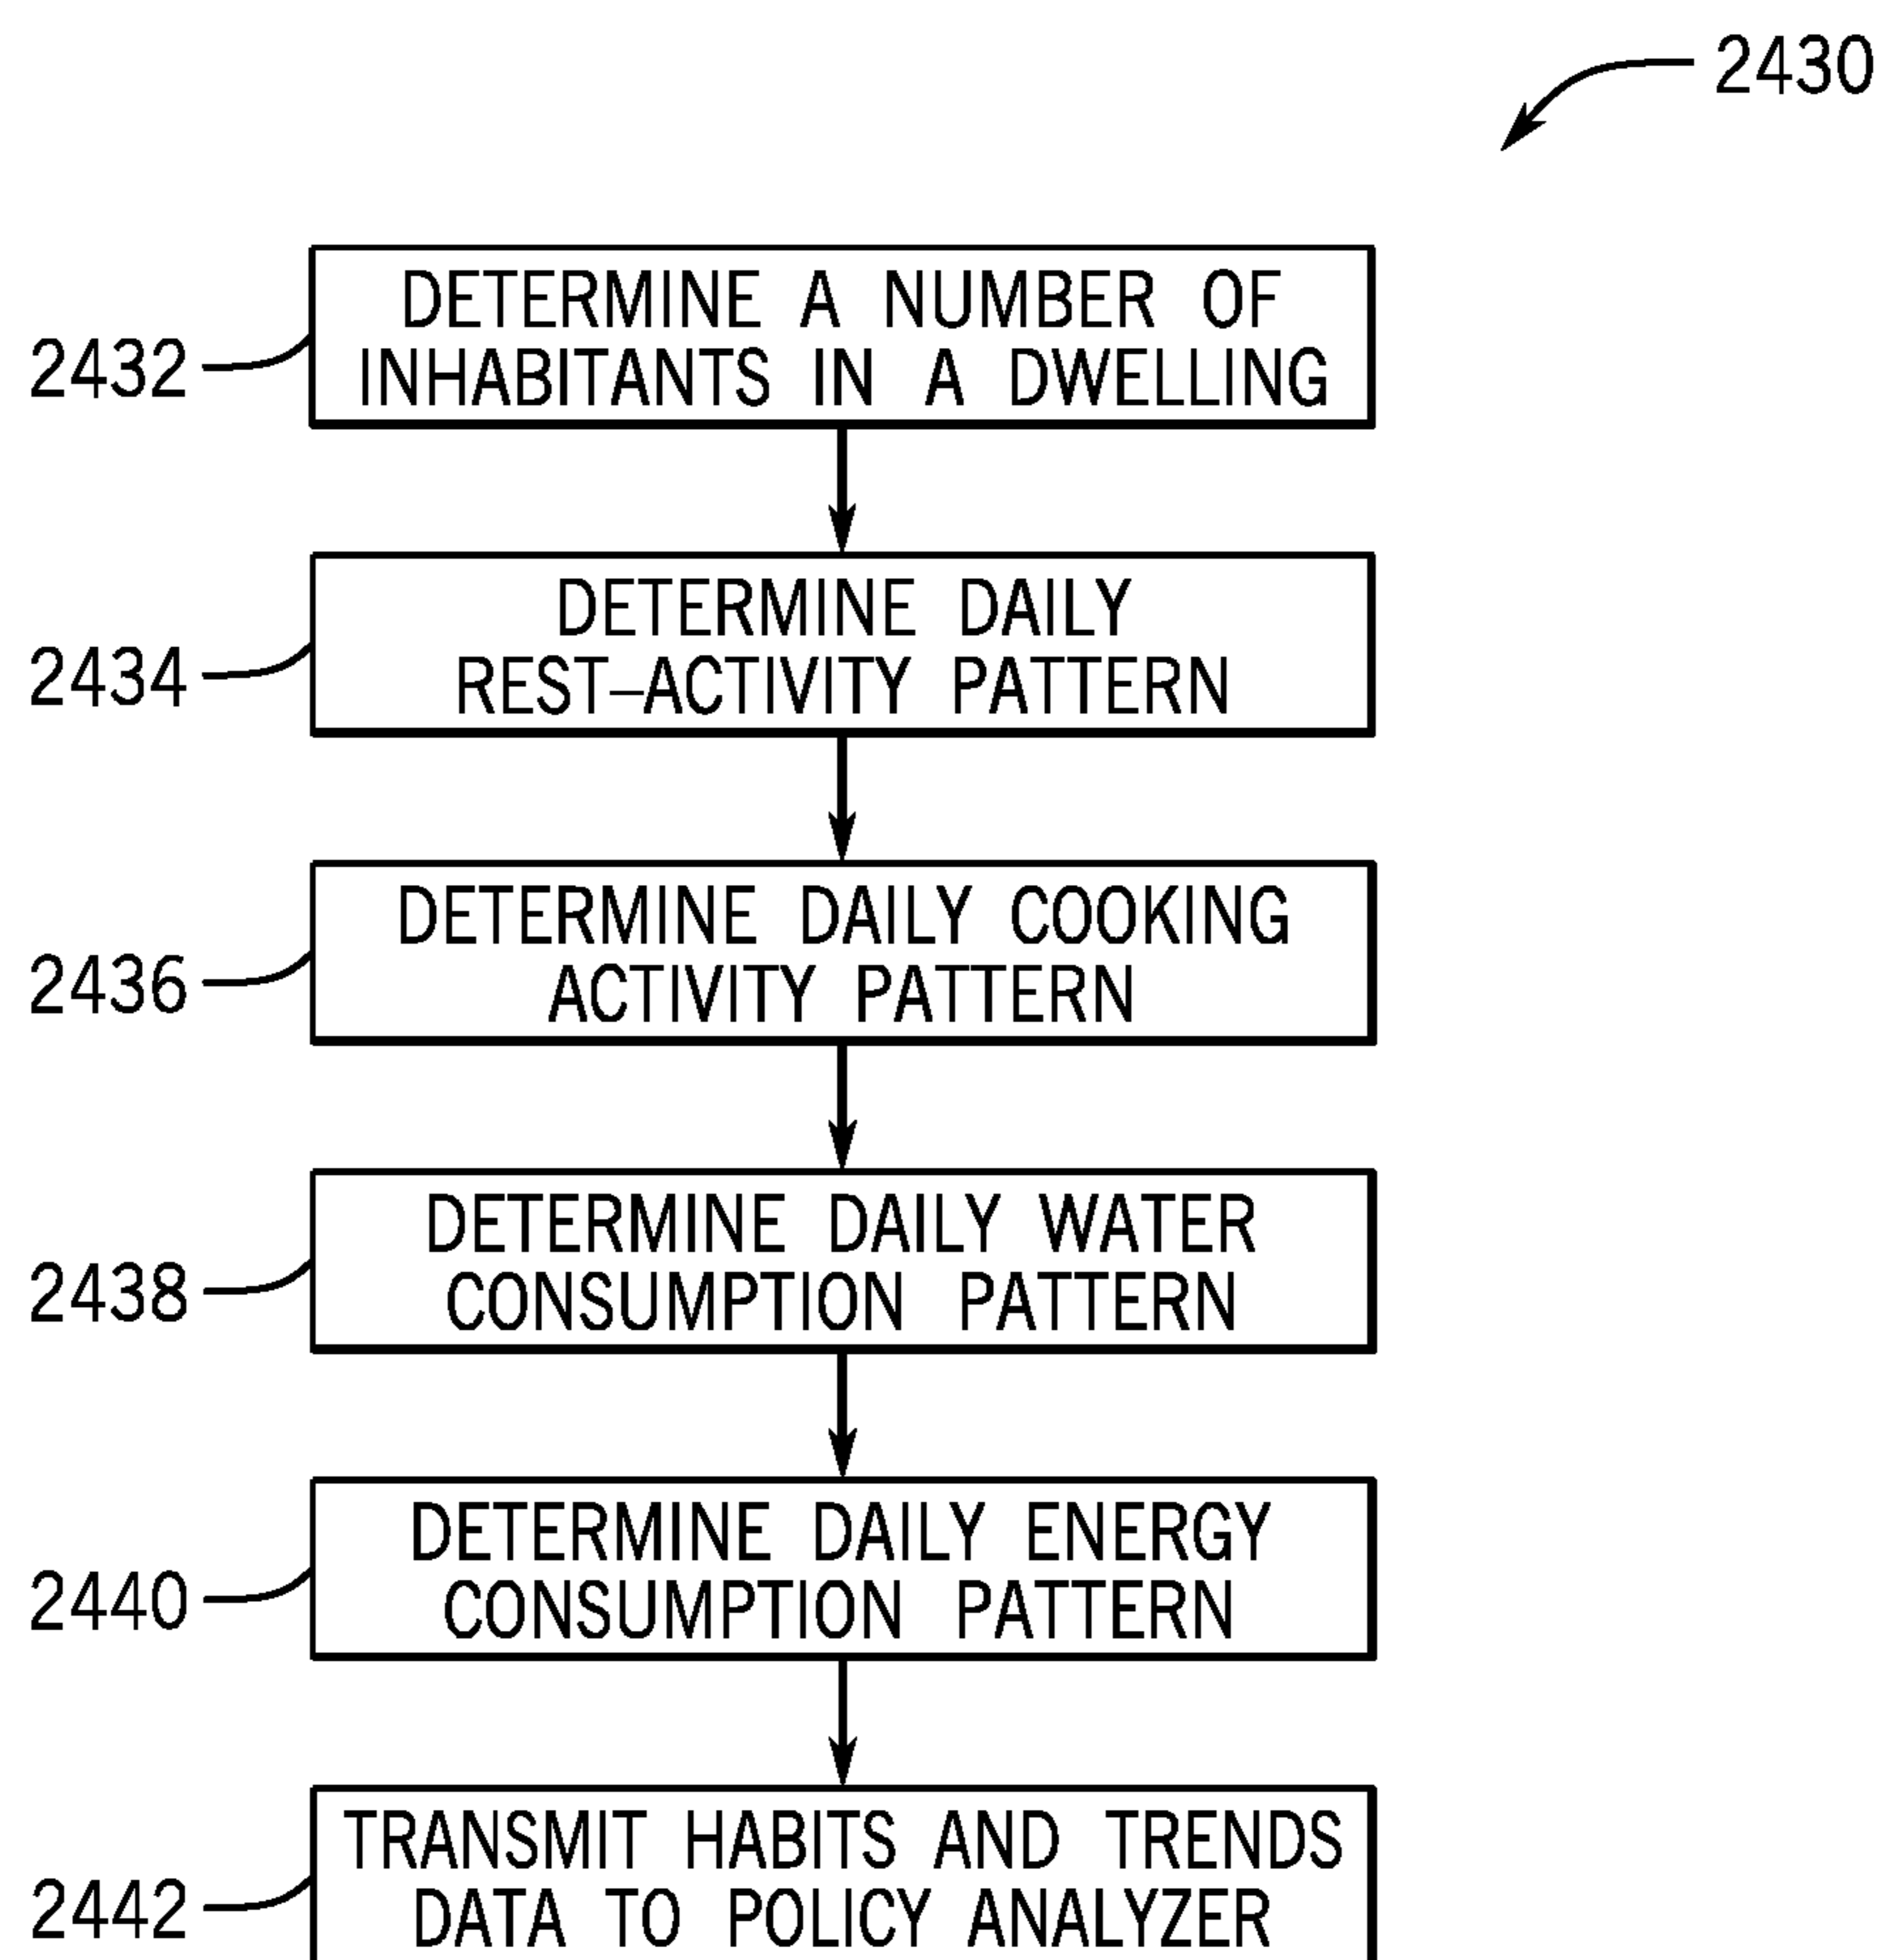 2430
DETERMINE A NUMBER OF
INHABITANTS IN A DWELLING
2432
DETERMINE DAILY
REST–ACTIVITY PATTERN
2434
DETERMINE DAILY COOKING
ACTIVITY PATTERN
2436
DETERMINE DAILY WATER
CONSUMPTION PATTERN
2438
DETERMINE DAILY ENERGY
CONSUMPTION PATTERN
2440
TRANSMIT HABITS AND TRENDS
DATA TO POLICY ANALYZER
2442